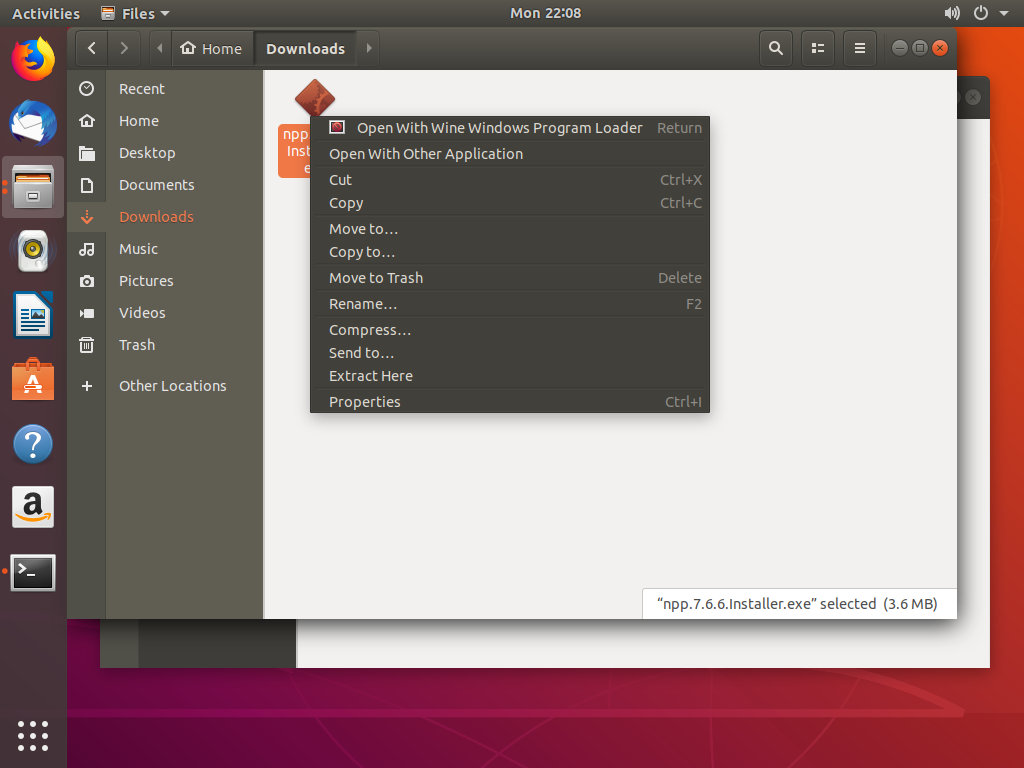 Activities Files Mon 22:08
Home Downloads
Recent
Home
Desktop
Documents
Downloads
Music
Pictures
Videos
Trash
Other Locations
Open With Wine Windows Program Loader Return
Open With Other Application
Cut Ctrl+X
Copy Ctrl+C
Move to…
Copy to…
Move to Trash Delete
Rename… F2
Compress…
Send to…
Extract Here
Properties Ctrl+I
“npp.7.6.6.Installer.exe” selected (3.6 MB)